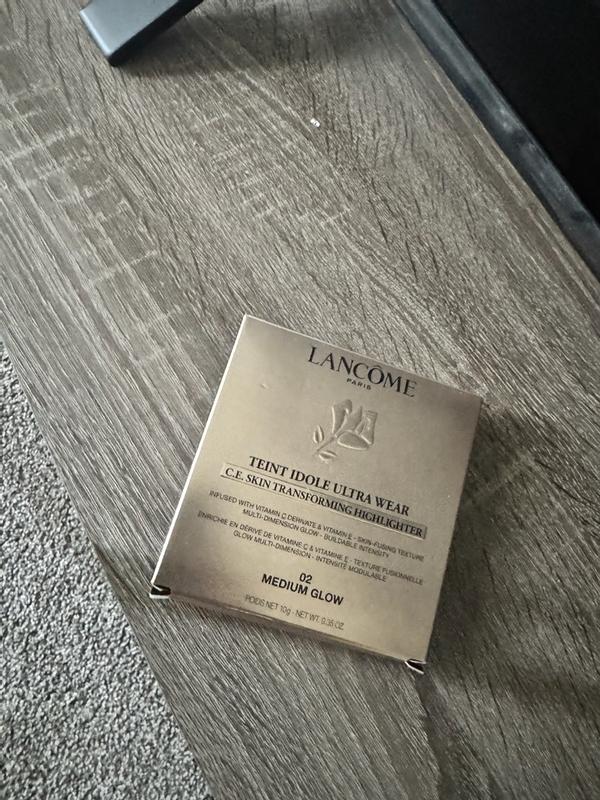 LANCÔME
PARIS
TEINT IDOLE ULTRA WEAR
C.E. SKIN TRANSFORMING HIGHLIGHTER
INFUSED WITH VITAMIN C DERIVATE & VITAMIN E - SKIN-FUSING TEXTURE
MULTI-DIMENSION GLOW - BUILDABLE INTENSITY
ENRICHIE EN DÉRIVÉ DE VITAMINE C & VITAMINE E - TEXTURE FUSIONNELLE
GLOW MULTI-DIMENSION - INTENSITÉ MODULABLE
02
MEDIUM GLOW
POIDS NET 10g - NET WT. 0.35 OZ.